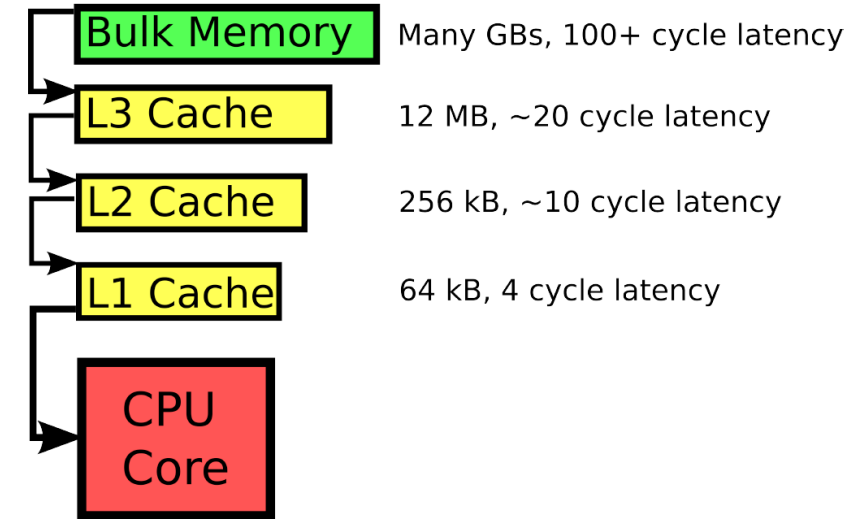 Bulk Memory Many GBs, 100+ cycle latency
L3 Cache 12 MB, ~20 cycle latency
L2 Cache 256 kB, ~10 cycle latency
L1 Cache 64 kB, 4 cycle latency
CPU
Core